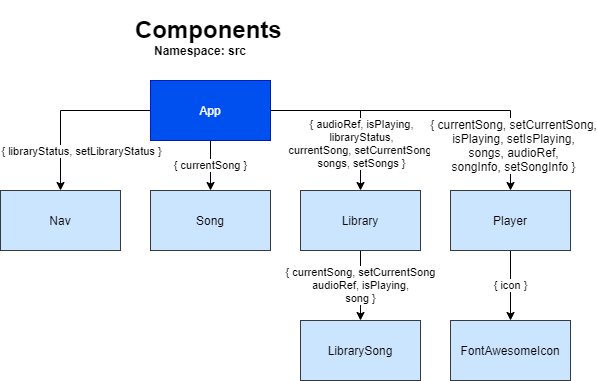 Components
Namespace: src
App
{ libraryStatus, setLibraryStatus }
{ currentSong }
{ audioRef, isPlaying,
libraryStatus,
currentSong, setCurrentSong
songs, setSongs }
{ currentSong, setCurrentSong,
isPlaying, setIsPlaying,
songs, audioRef,
songInfo, setSongInfo }
Nav
Song
Library
Player
{ currentSong, setCurrentSong
audioRef, isPlaying,
song }
{ icon }
LibrarySong
FontAwesomeIcon